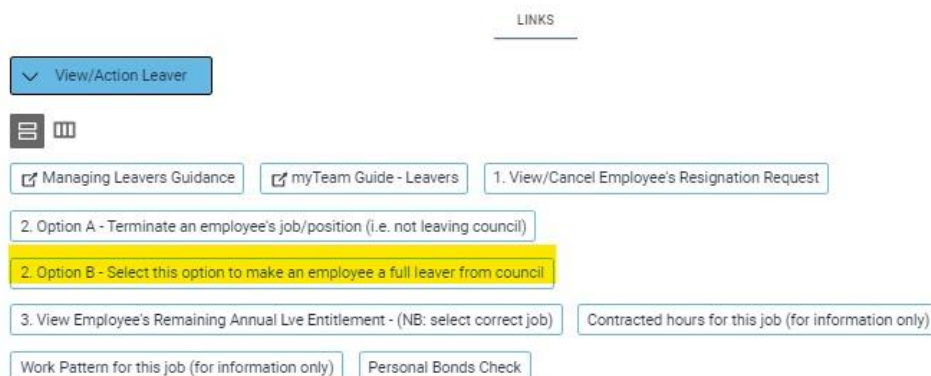 LINKS
View/Action Leaver
Managing Leavers Guidance myTeam Guide - Leavers 1. View/Cancel Employee's Resignation Request
2. Option A - Terminate an employee's job/position (i.e. not leaving council)
2. Option B - Select this option to make an employee a full leaver from council
3. View Employee's Remaining Annual Lve Entitlement - (NB: select correct job) Contracted hours for this job (for information only)
Work Pattern for this job (for information only) Personal Bonds Check